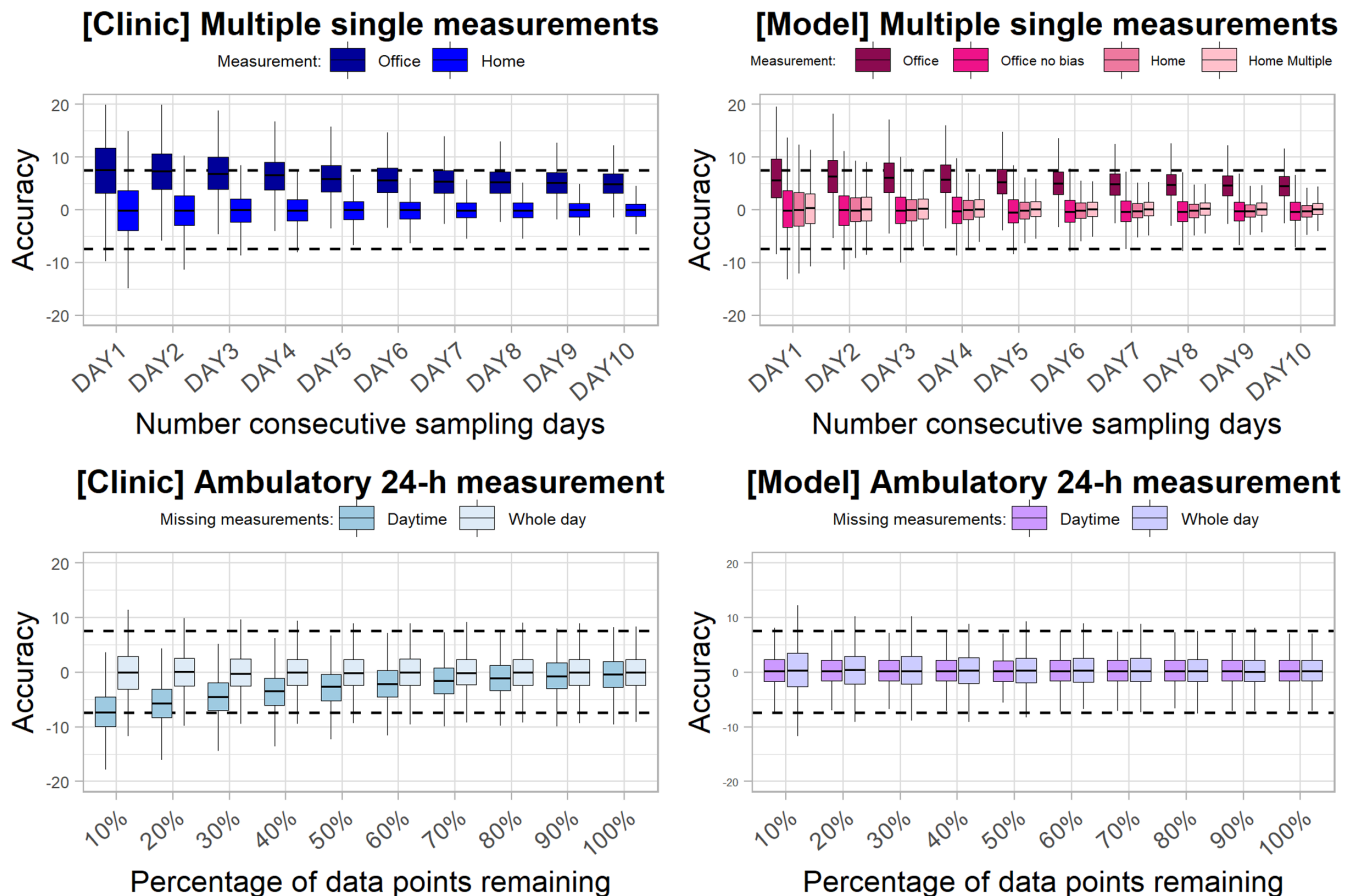 [Clinic] Multiple single measurements
Measurement: Office Home
20
10
0
-10
-20
Accuracy
DAY1 DAY2 DAY3 DAY4 DAY5 DAY6 DAY7 DAY8 DAY9 DAY10
Number consecutive sampling days
[Model] Multiple single measurements
Measurement: Office Office no bias Home Home Multiple
20
10
0
-10
-20
Accuracy
DAY1 DAY2 DAY3 DAY4 DAY5 DAY6 DAY7 DAY8 DAY9 DAY10
Number consecutive sampling days
[Clinic] Ambulatory 24-h measurement
Missing measurements: Daytime Whole day
20
10
0
-10
-20
Accuracy
10% 20% 30% 40% 50% 60% 70% 80% 90% 100%
Percentage of data points remaining
[Model] Ambulatory 24-h measurement
Missing measurements: Daytime Whole day
20
10
0
-10
-20
Accuracy
10% 20% 30% 40% 50% 60% 70% 80% 90% 100%
Percentage of data points remaining